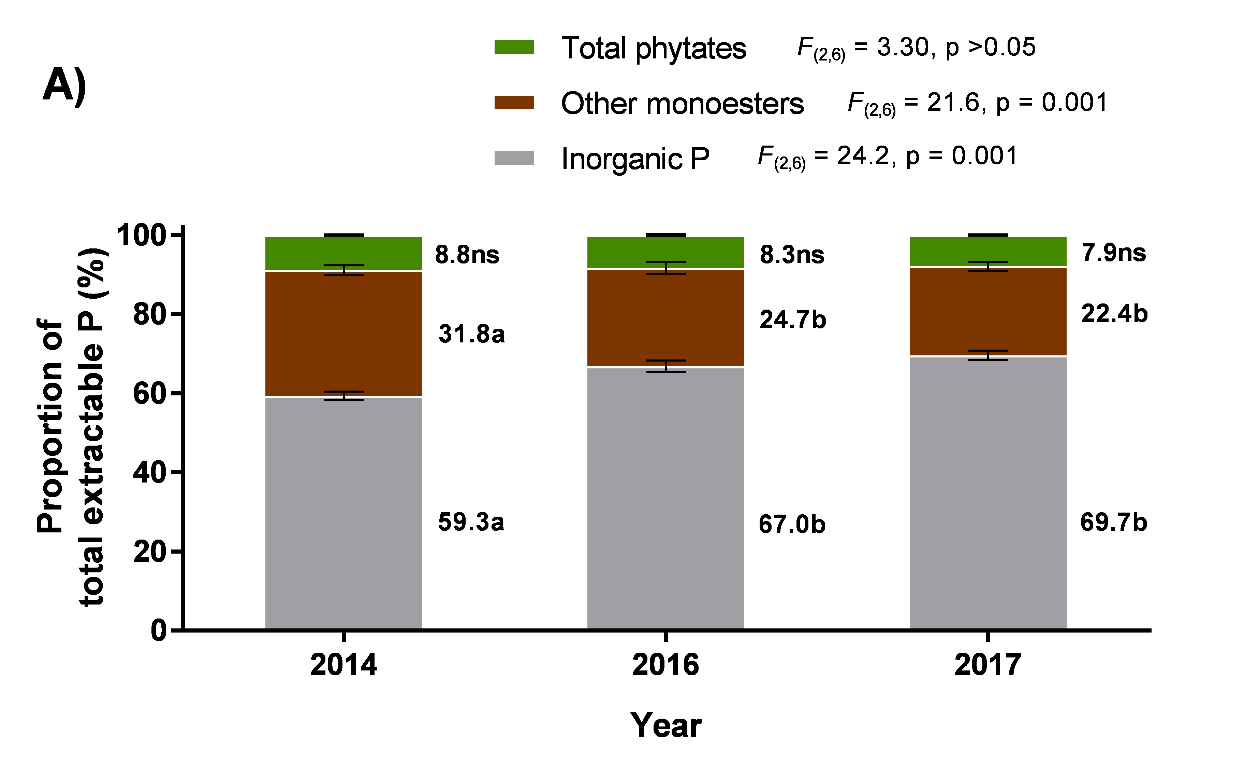 A)
Total phytates F(2,6) = 3.30, p >0.05
Other monoesters F(2,6) = 21.6, p = 0.001
Inorganic P F(2,6) = 24.2, p = 0.001
Proportion of
total extractable P (%)
100
80
60
40
20
0
8.8ns
31.8a
59.3a
8.3ns
24.7b
67.0b
7.9ns
22.4b
69.7b
2014
2016
2017
Year